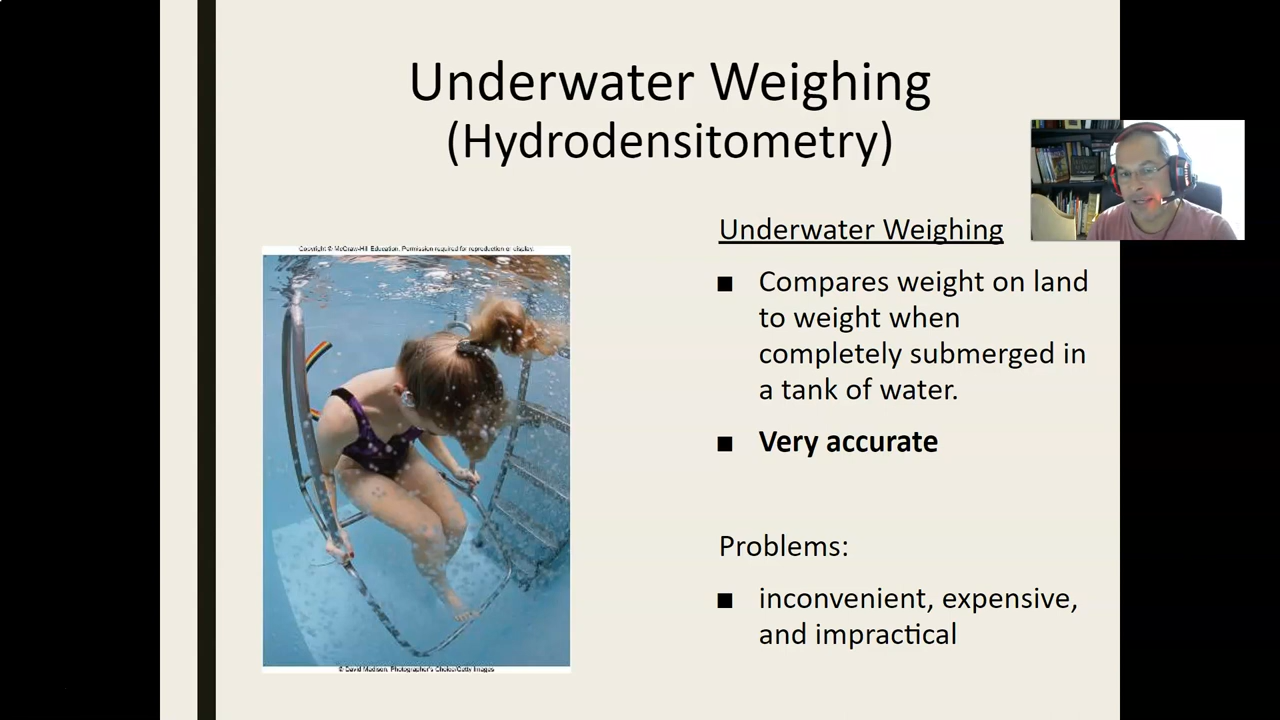 Underwater Weighing
(Hydrodensitometry)
Underwater Weighing
■ Compares weight on land
to weight when
completely submerged in
a tank of water.
■ Very accurate
Problems:
■ inconvenient, expensive,
and impractical
Copyright © McGraw-Hill Education. Permission required for reproduction or display.
© David Madison, Photographer's Choice/Getty Images